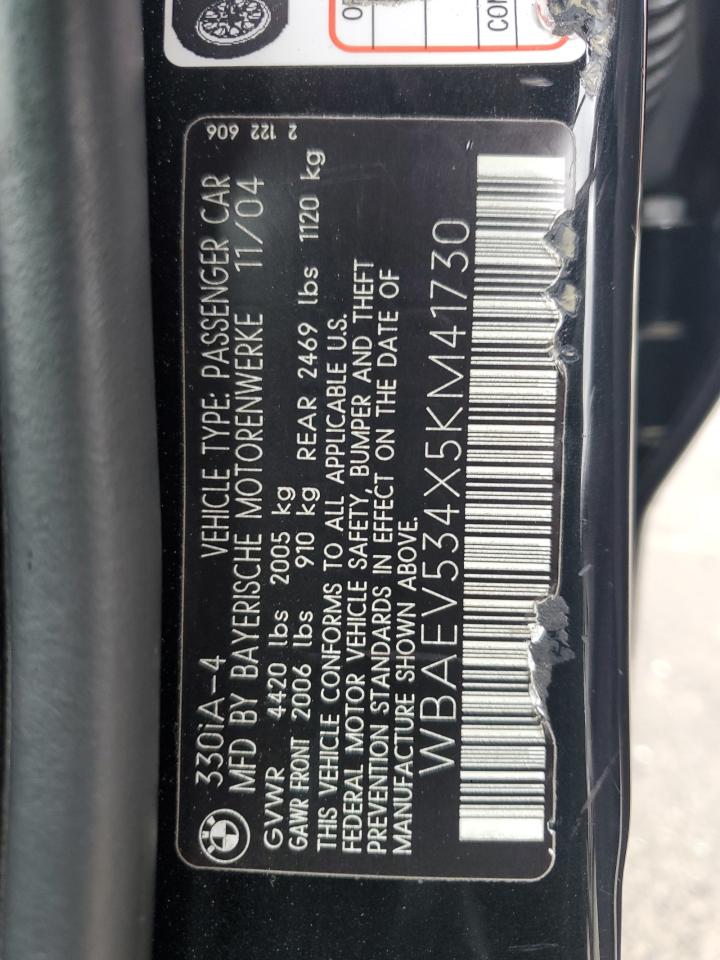 330iA-4 VEHICLE TYPE: PASSENGER CAR
MFD BY BAYERISCHE MOTORENWERKE 11/04
GVWR 4420 lbs 2005 kg
GAWR FRONT 2006 lbs 910 kg REAR 2469 lbs 1120 kg
THIS VEHICLE CONFORMS TO ALL APPLICABLE U.S.
FEDERAL MOTOR VEHICLE SAFETY, BUMPER AND THEFT
PREVENTION STANDARDS IN EFFECT ON THE DATE OF
MANUFACTURE SHOWN ABOVE.
WBAEV534X5KM41730
2 122 606